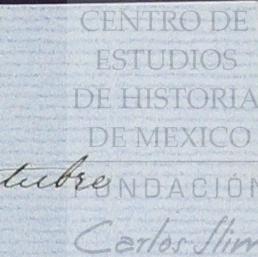 CENTRO DE
ESTUDIOS
DE HISTORIA
DE MEXICO
tubre
FUNDACIÓN
Carlos Slim